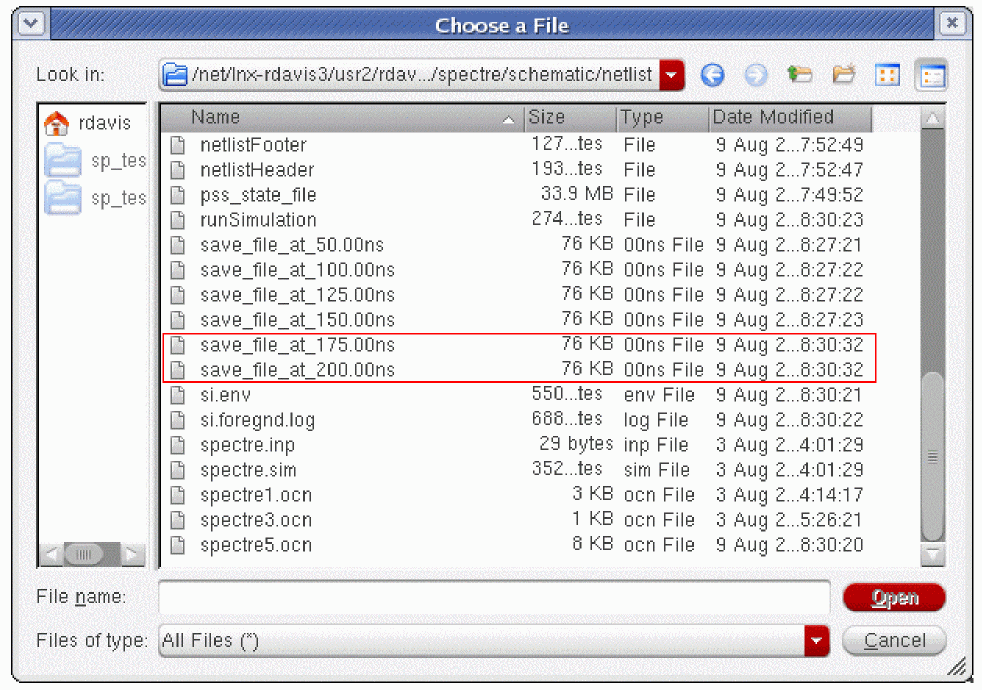 Choose a File
Look in: /net/lnx-rdavis3/usr2/rdav.../spectre/schematic/netlist
rdavis
sp_tes
sp_tes
Name Size Type Date Modified
netlistFooter 127...tes File 9 Aug 2...7:52:49
netlistHeader 193...tes File 9 Aug 2...7:52:47
pss_state_file 33.9 MB File 9 Aug 2...7:49:52
runSimulation 274...tes File 9 Aug 2...8:30:23
save_file_at_50.00ns 76 KB 00ns File 9 Aug 2...8:27:21
save_file_at_100.00ns 76 KB 00ns File 9 Aug 2...8:27:22
save_file_at_125.00ns 76 KB 00ns File 9 Aug 2...8:27:22
save_file_at_150.00ns 76 KB 00ns File 9 Aug 2...8:27:23
save_file_at_175.00ns 76 KB 00ns File 9 Aug 2...8:30:32
save_file_at_200.00ns 76 KB 00ns File 9 Aug 2...8:30:32
si.env 550...tes env File 9 Aug 2...8:30:21
si.foregnd.log 688...tes log File 9 Aug 2...8:30:22
spectre.inp 29 bytes inp File 3 Aug 2...4:01:29
spectre.sim 352...tes sim File 3 Aug 2...4:01:29
spectre1.ocn 3 KB ocn File 3 Aug 2...4:14:17
spectre3.ocn 1 KB ocn File 3 Aug 2...5:26:21
spectre5.ocn 8 KB ocn File 9 Aug 2...8:30:20
File name: Open
Files of type: All Files (*) Cancel